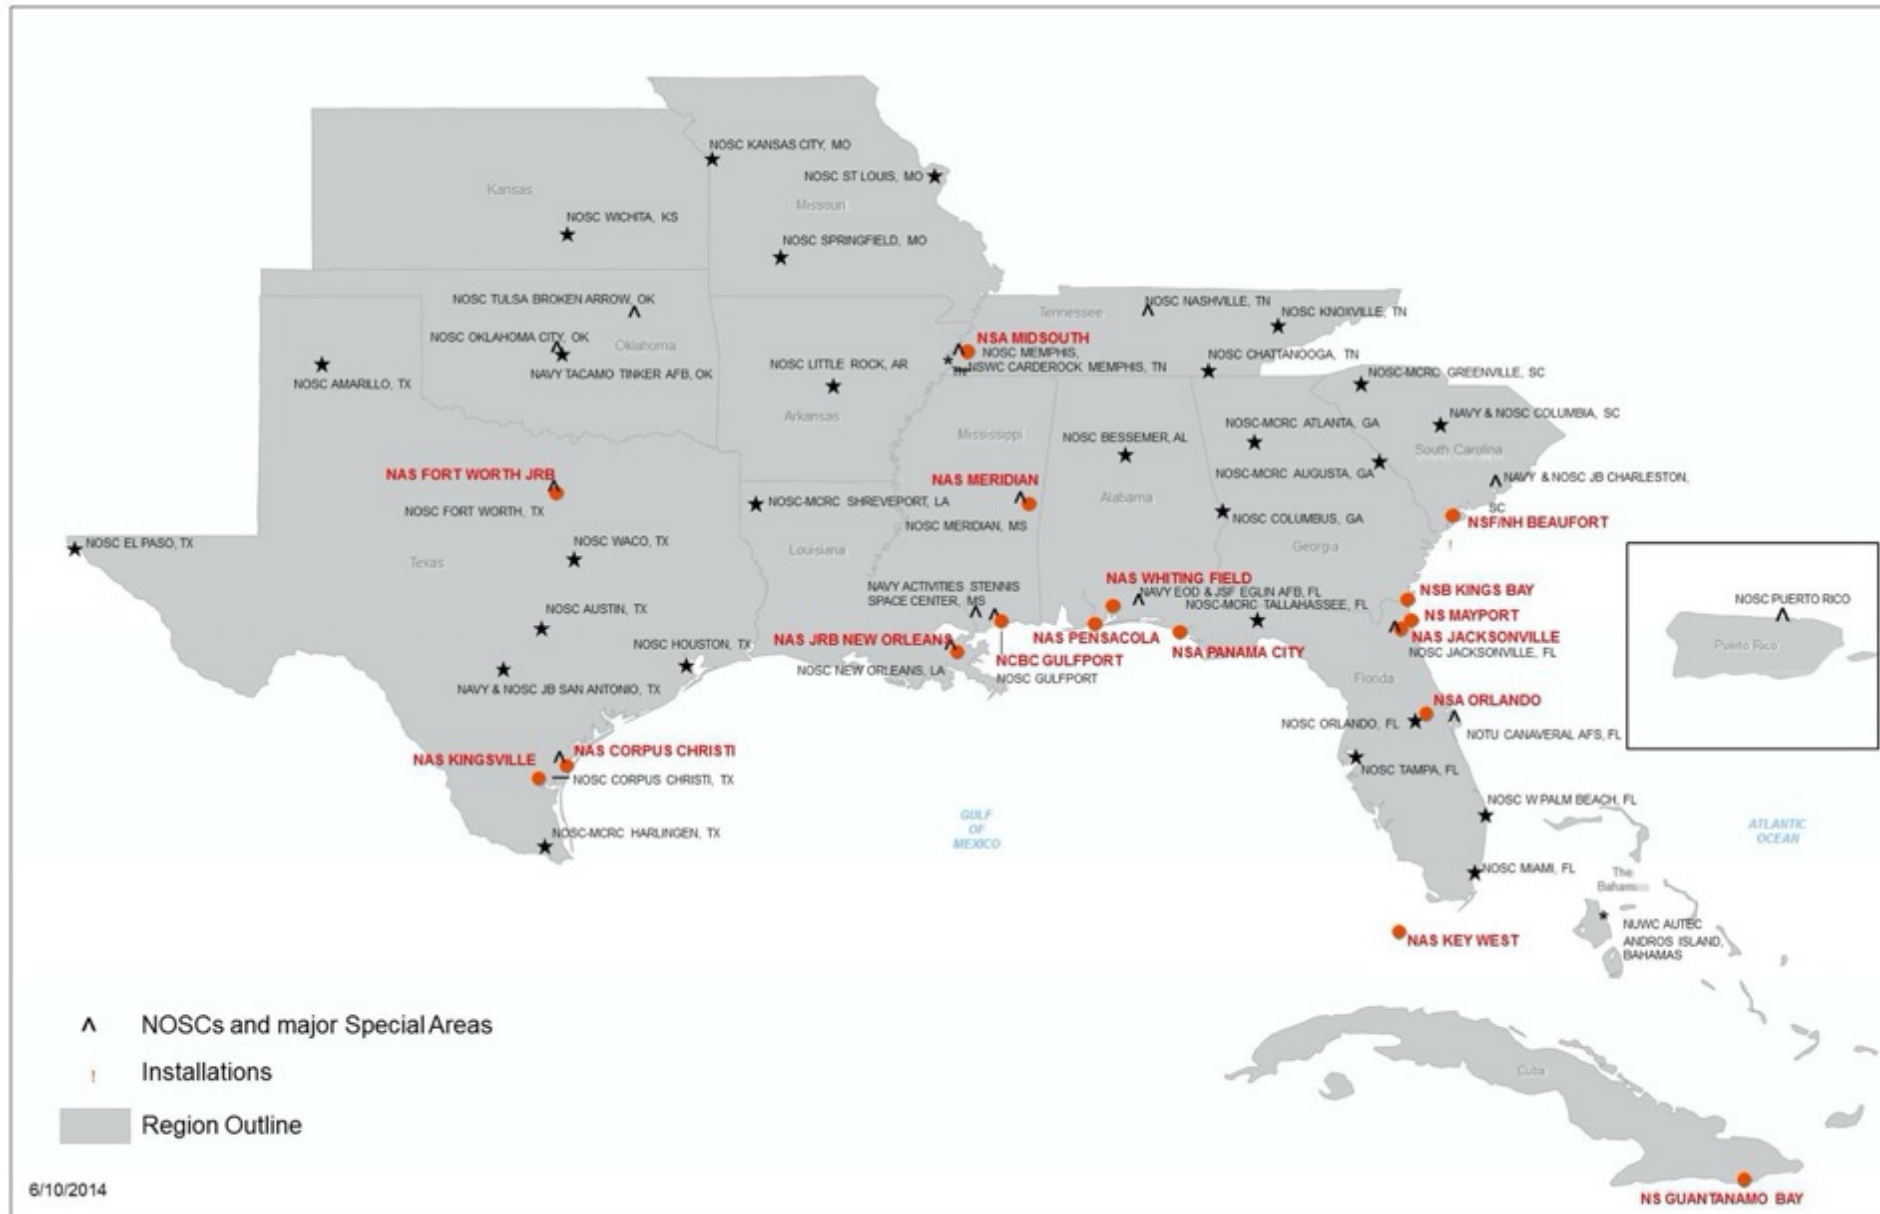 NOSC KANSAS CITY, MO
NOSC ST LOUIS, MO
Kansas
Missouri
NOSC WICHITA, KS
NOSC SPRINGFIELD, MO
NOSC TULSA BROKEN ARROW, OK
NOSC NASHVILLE, TN
Tennessee
NOSC KNOXVILLE, TN
NOSC OKLAHOMA CITY, OK
Oklahoma
NSA MIDSOUTH
NOSC MEMPHIS,
NSWC CARDEROCK MEMPHIS, TN
TN
NOSC CHATTANOOGA, TN
NOSC LITTLE ROCK, AR
NAVY TACAMO TINKER AFB, OK
NOSC AMARILLO, TX
NOSC-MCRC GREENVILLE, SC
Arkansas
NAVY & NOSC COLUMBIA, SC
NOSC-MCRC ATLANTA, GA
Mississippi
NOSC BESSEMER, AL
South Carolina
NAS FORT WORTH JRB
NAS MERIDIAN
NOSC-MCRC AUGUSTA, GA
NAVY & NOSC JB CHARLESTON,
SC
Alabama
NOSC-MCRC SHREVEPORT, LA
NOSC FORT WORTH, TX
NOSC MERIDIAN, MS
NOSC COLUMBUS, GA
NSF/NH BEAUFORT
NOSC EL PASO, TX
NOSC WACO, TX
Texas
Louisiana
Georgia
NAVY ACTIVITIES STENNIS
SPACE CENTER, MS
NAS WHITING FIELD
NAVY EOD & JSF EGLIN AFB, FL
NOSC-MCRC TALLAHASSEE, FL
NSB KINGS BAY
NS MAYPORT
NOSC PUERTO RICO
Puerto Rico
NOSC AUSTIN, TX
NOSC HOUSTON, TX
NAS JRB NEW ORLEANS
NAS PENSACOLA
NAS JACKSONVILLE
NOSC JACKSONVILLE, FL
NSA PANAMA CITY
NCBC GULFPORT
NOSC NEW ORLEANS, LA
NOSC GULFPORT
Florida
NAVY & NOSC JB SAN ANTONIO, TX
NSA ORLANDO
NOSC ORLANDO, FL
NOTU CANAVERAL AFS, FL
NAS CORPUS CHRISTI
NAS KINGSVILLE
NOSC CORPUS CHRISTI, TX
NOSC TAMPA, FL
NOSC W PALM BEACH, FL
NOSC-MCRC HARLINGEN, TX
GULF
OF
MEXICO
ATLANTIC
OCEAN
NOSC MIAMI, FL
The
NUWC AUTEC
ANDROS ISLAND,
BAHAMAS
NAS KEY WEST
Cuba
NS GUANTANAMO BAY
^ NOSCs and major Special Areas
! Installations
Region Outline
6/10/2014